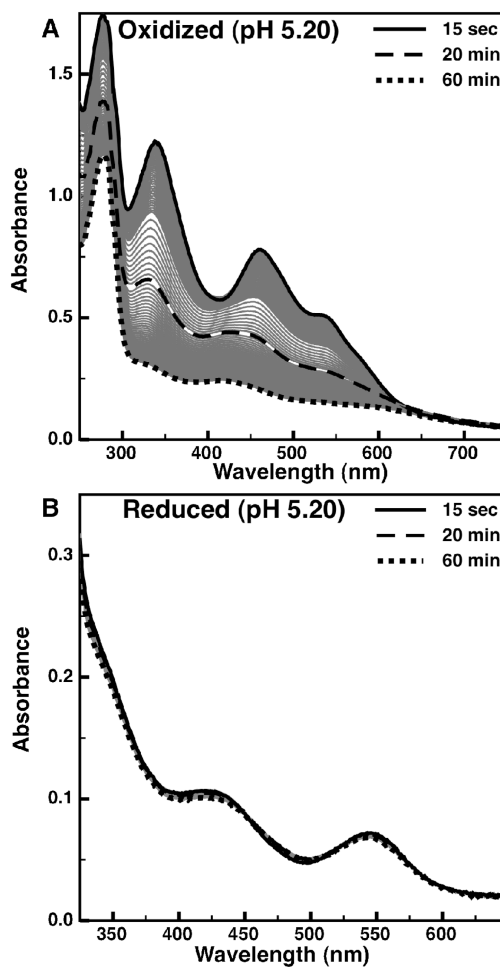 A Oxidized (pH 5.20)
15 sec
20 min
60 min
Absorbance
1.5
1.0
0.5
0.0
300 400 500 600 700
Wavelength (nm)
B Reduced (pH 5.20)
15 sec
20 min
60 min
Absorbance
0.3
0.2
0.1
0.0
350 400 450 500 550 600
Wavelength (nm)